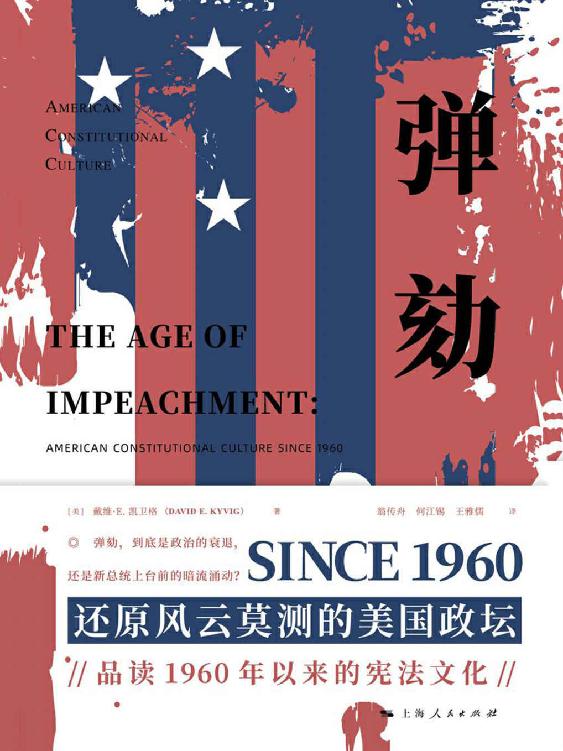 AMERICAN
CONSTITUTIONAL
CULTURE
弹
劾
THE AGE OF
IMPEACHMENT:
AMERICAN CONSTITUTIONAL CULTURE SINCE 1960
[美] 戴维·E. 凯卫格 (DAVID E. KYVIG) 著
翁传舟 何江锡 王雅儒 译
◎ 弹劾，到底是政治的衰退，
还是新总统上台前的暗流涌动？
SINCE 1960
还原风云莫测的美国政坛
// 品读 1960 年以来的宪法文化 //
上海人民出版社